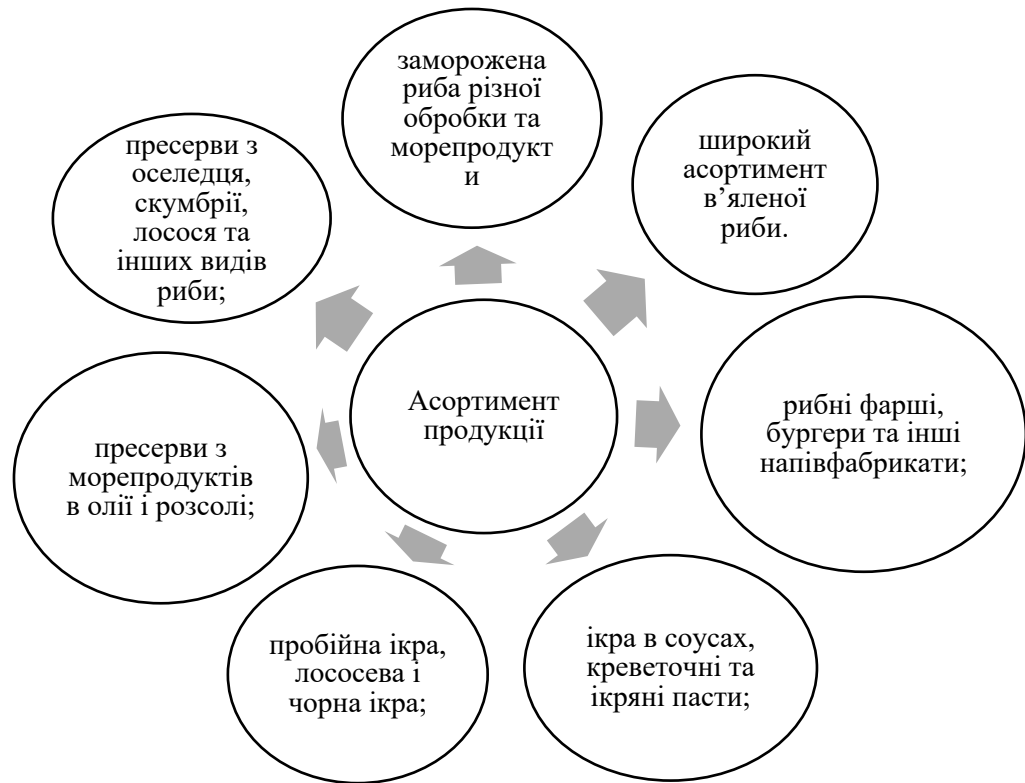 заморожена
риба різної
обробки та
морепродукт
и
широкий
асортимент
в’яленої
риби.
рибні фарші,
бургери та інші
напівфабрикати;
ікра в соусах,
креветочні та
ікряні пасти;
пробійна ікра,
лососева і
чорна ікра;
пресерви з
морепродуктів
в олії і розсолі;
пресерви з
оселедця,
скумбрії,
лосося та
інших видів
риби;
Асортимент
продукції